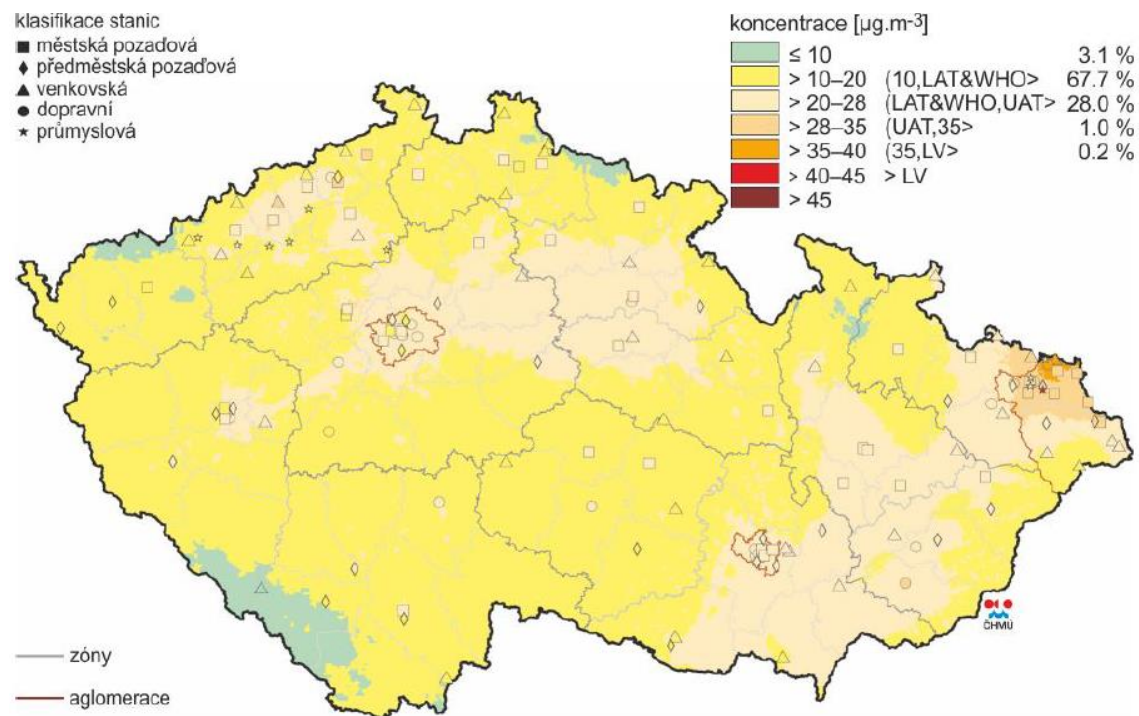 klasifikace stanic
městská pozaďová
předměstská pozaďová
venkovská
dopravní
průmyslová
koncentrace [µg.m-3]
≤ 10 3.1 %
> 10–20 (10,LAT&WHO> 67.7 %
> 20–28 (LAT&WHO,UAT> 28.0 %
> 28–35 (UAT,35> 1.0 %
> 35–40 (35,LV> 0.2 %
> 40–45 > LV
> 45
ČHMÚ
zóny
aglomerace